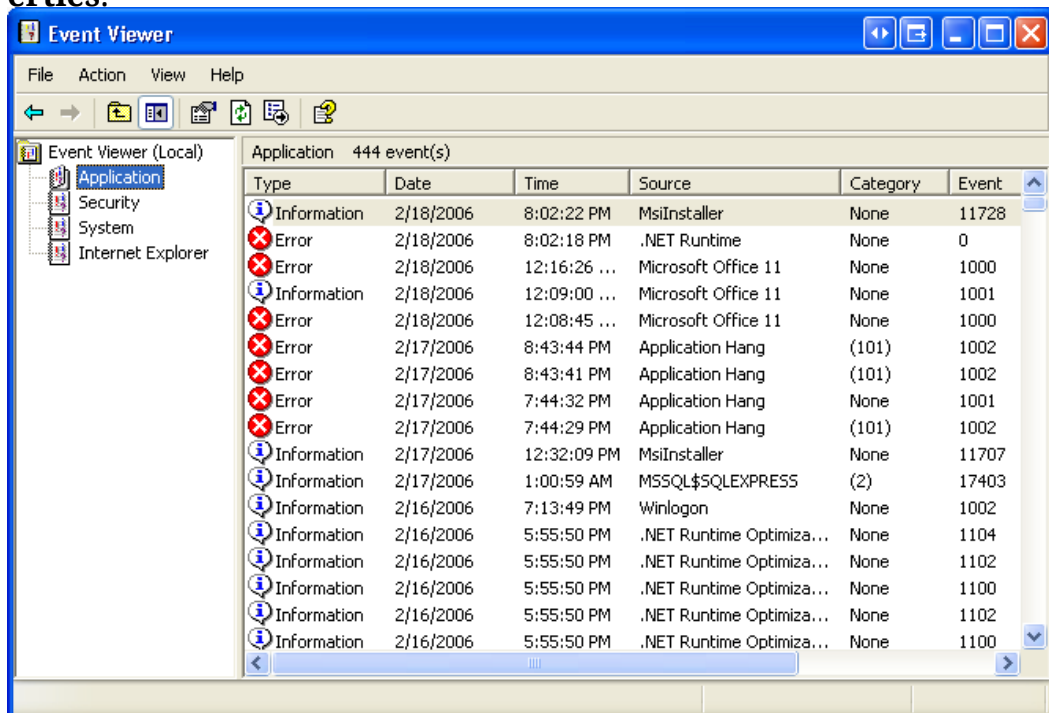 erties.
Event Viewer
File Action View Help
Event Viewer (Local)
Application
Security
System
Internet Explorer
Application 444 event(s)
Type Date Time Source Category Event
Information 2/18/2006 8:02:22 PM MsiInstaller None 11728
Error 2/18/2006 8:02:18 PM .NET Runtime None 0
Error 2/18/2006 12:16:26 ... Microsoft Office 11 None 1000
Information 2/18/2006 12:09:00 ... Microsoft Office 11 None 1001
Error 2/18/2006 12:08:45 ... Microsoft Office 11 None 1000
Error 2/17/2006 8:43:44 PM Application Hang (101) 1002
Error 2/17/2006 8:43:41 PM Application Hang (101) 1002
Error 2/17/2006 7:44:32 PM Application Hang None 1001
Error 2/17/2006 7:44:29 PM Application Hang (101) 1002
Information 2/17/2006 12:32:09 PM MsiInstaller None 11707
Information 2/17/2006 1:00:59 AM MSSQL$SQLEXPRESS (2) 17403
Information 2/16/2006 7:13:49 PM Winlogon None 1002
Information 2/16/2006 5:55:50 PM .NET Runtime Optimiza... None 1104
Information 2/16/2006 5:55:50 PM .NET Runtime Optimiza... None 1102
Information 2/16/2006 5:55:50 PM .NET Runtime Optimiza... None 1100
Information 2/16/2006 5:55:50 PM .NET Runtime Optimiza... None 1102
Information 2/16/2006 5:55:50 PM .NET Runtime Optimiza... None 1100